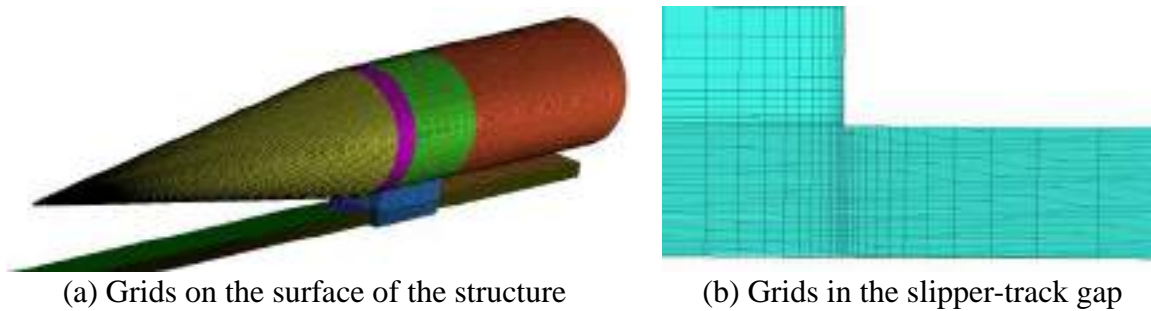 (a) Grids on the surface of the structure
(b) Grids in the slipper-track gap